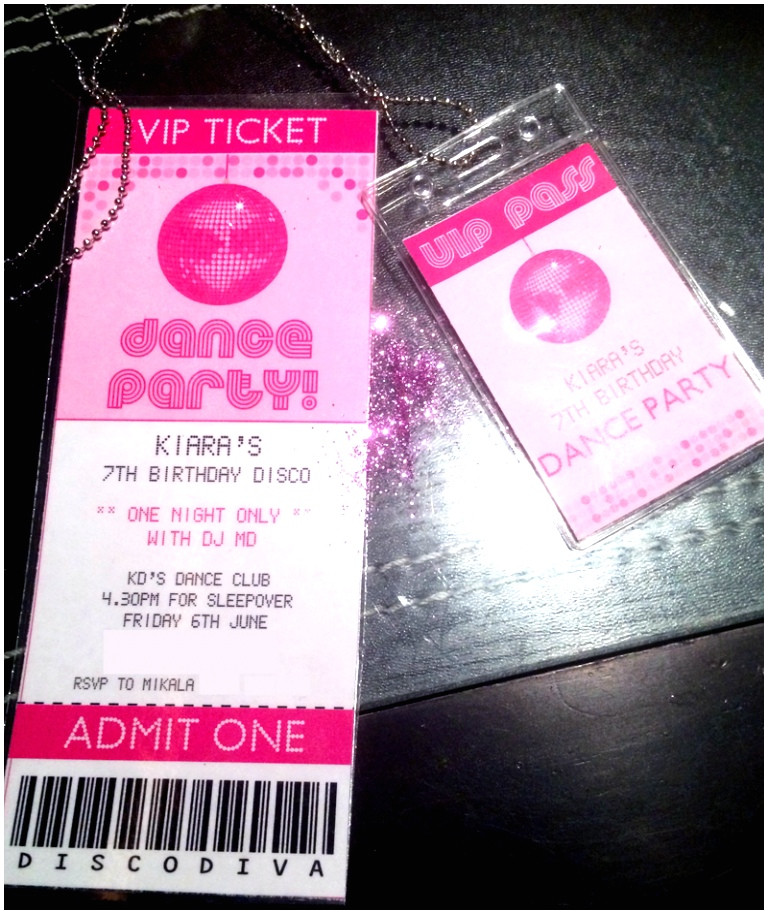 VIP TICKET
dance
party!
KIARA'S
7TH BIRTHDAY DISCO
** ONE NIGHT ONLY **
WITH DJ MD
KD'S DANCE CLUB
4.30PM FOR SLEEPOVER
FRIDAY 6TH JUNE
RSVP TO MIKALA
ADMIT ONE
DISCODIVA
VIP PASS
KIARA'S
7TH BIRTHDAY
DANCE PARTY